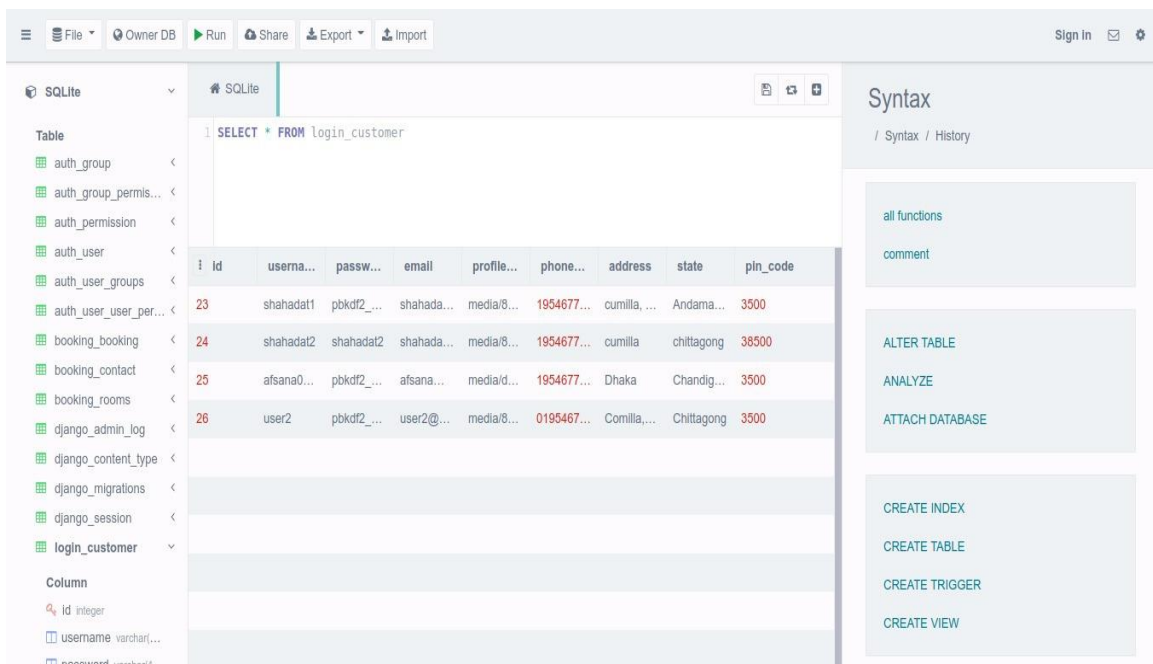 File Owner DB Run Share Export Import Sign in
SQLite
Table
auth_group
auth_group_permis...
auth_permission
auth_user
auth_user_groups
auth_user_user_per...
booking_booking
booking_contact
booking_rooms
django_admin_log
django_content_type
django_migrations
django_session
login_customer
Column
id integer
username varchar(...
SQLite
1 SELECT * FROM login_customer
id userna... passw... email profile... phone... address state pin_code
23 shahadat1 pbkdf2_... shahada... media/8... 1954677... cumilla, ... Andama... 3500
24 shahadat2 shahadat2 shahada... media/8... 1954677... cumilla chittagong 38500
25 afsana0... pbkdf2_... afsana... media/d... 1954677... Dhaka Chandig... 3500
26 user2 pbkdf2_... user2@... media/8... 0195467... Comilla,... Chittagong 3500
Syntax
/ Syntax / History
all functions
comment
ALTER TABLE
ANALYZE
ATTACH DATABASE
CREATE INDEX
CREATE TABLE
CREATE TRIGGER
CREATE VIEW